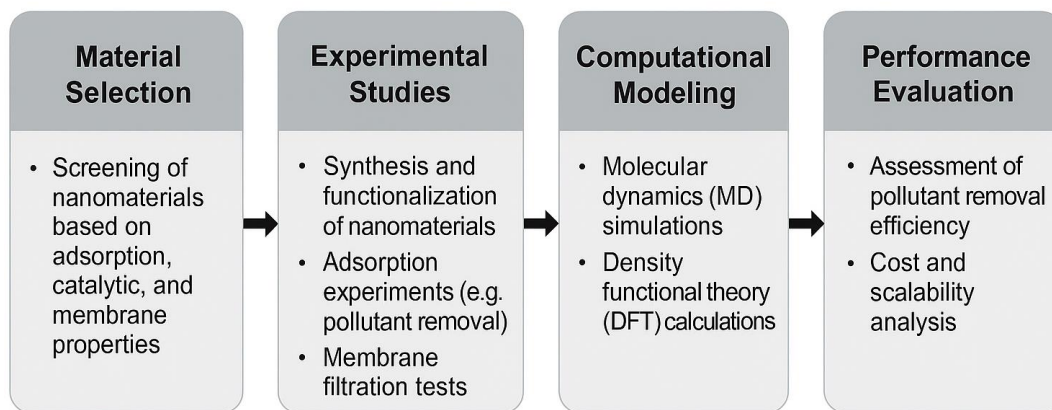 Material
Selection
• Screening of
nanomaterials
based on
adsorption,
catalytic, and
membrane
properties
Experimental
Studies
• Synthesis and
functionalization
of nanomaterials
• Adsorption
experiments (e.g.
pollutant removal)
• Membrane
filtration tests
Computational
Modeling
• Molecular
dynamics (MD)
simulations
• Density
functional theory
(DFT) calculations
Performance
Evaluation
• Assessment of
pollutant removal
efficiency
• Cost and
scalability
analysis